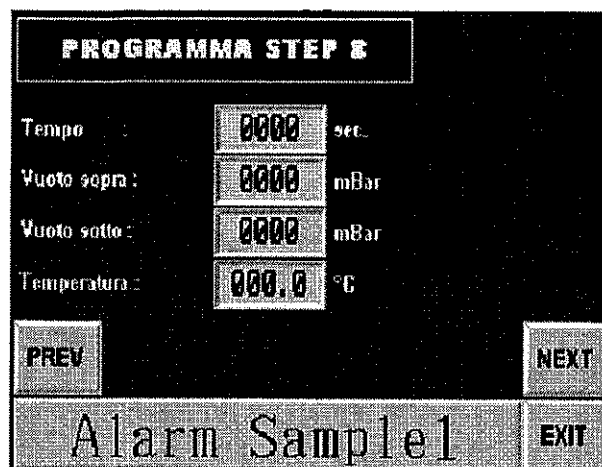 PROGRAMMA STEP 8
Tempo : 0000 sec.
Vuoto sopra : 0000 mBar
Vuoto sotto : 0000 mBar
Temperatura : 000.0 °C
PREV NEXT
Alarm Sample1 EXIT